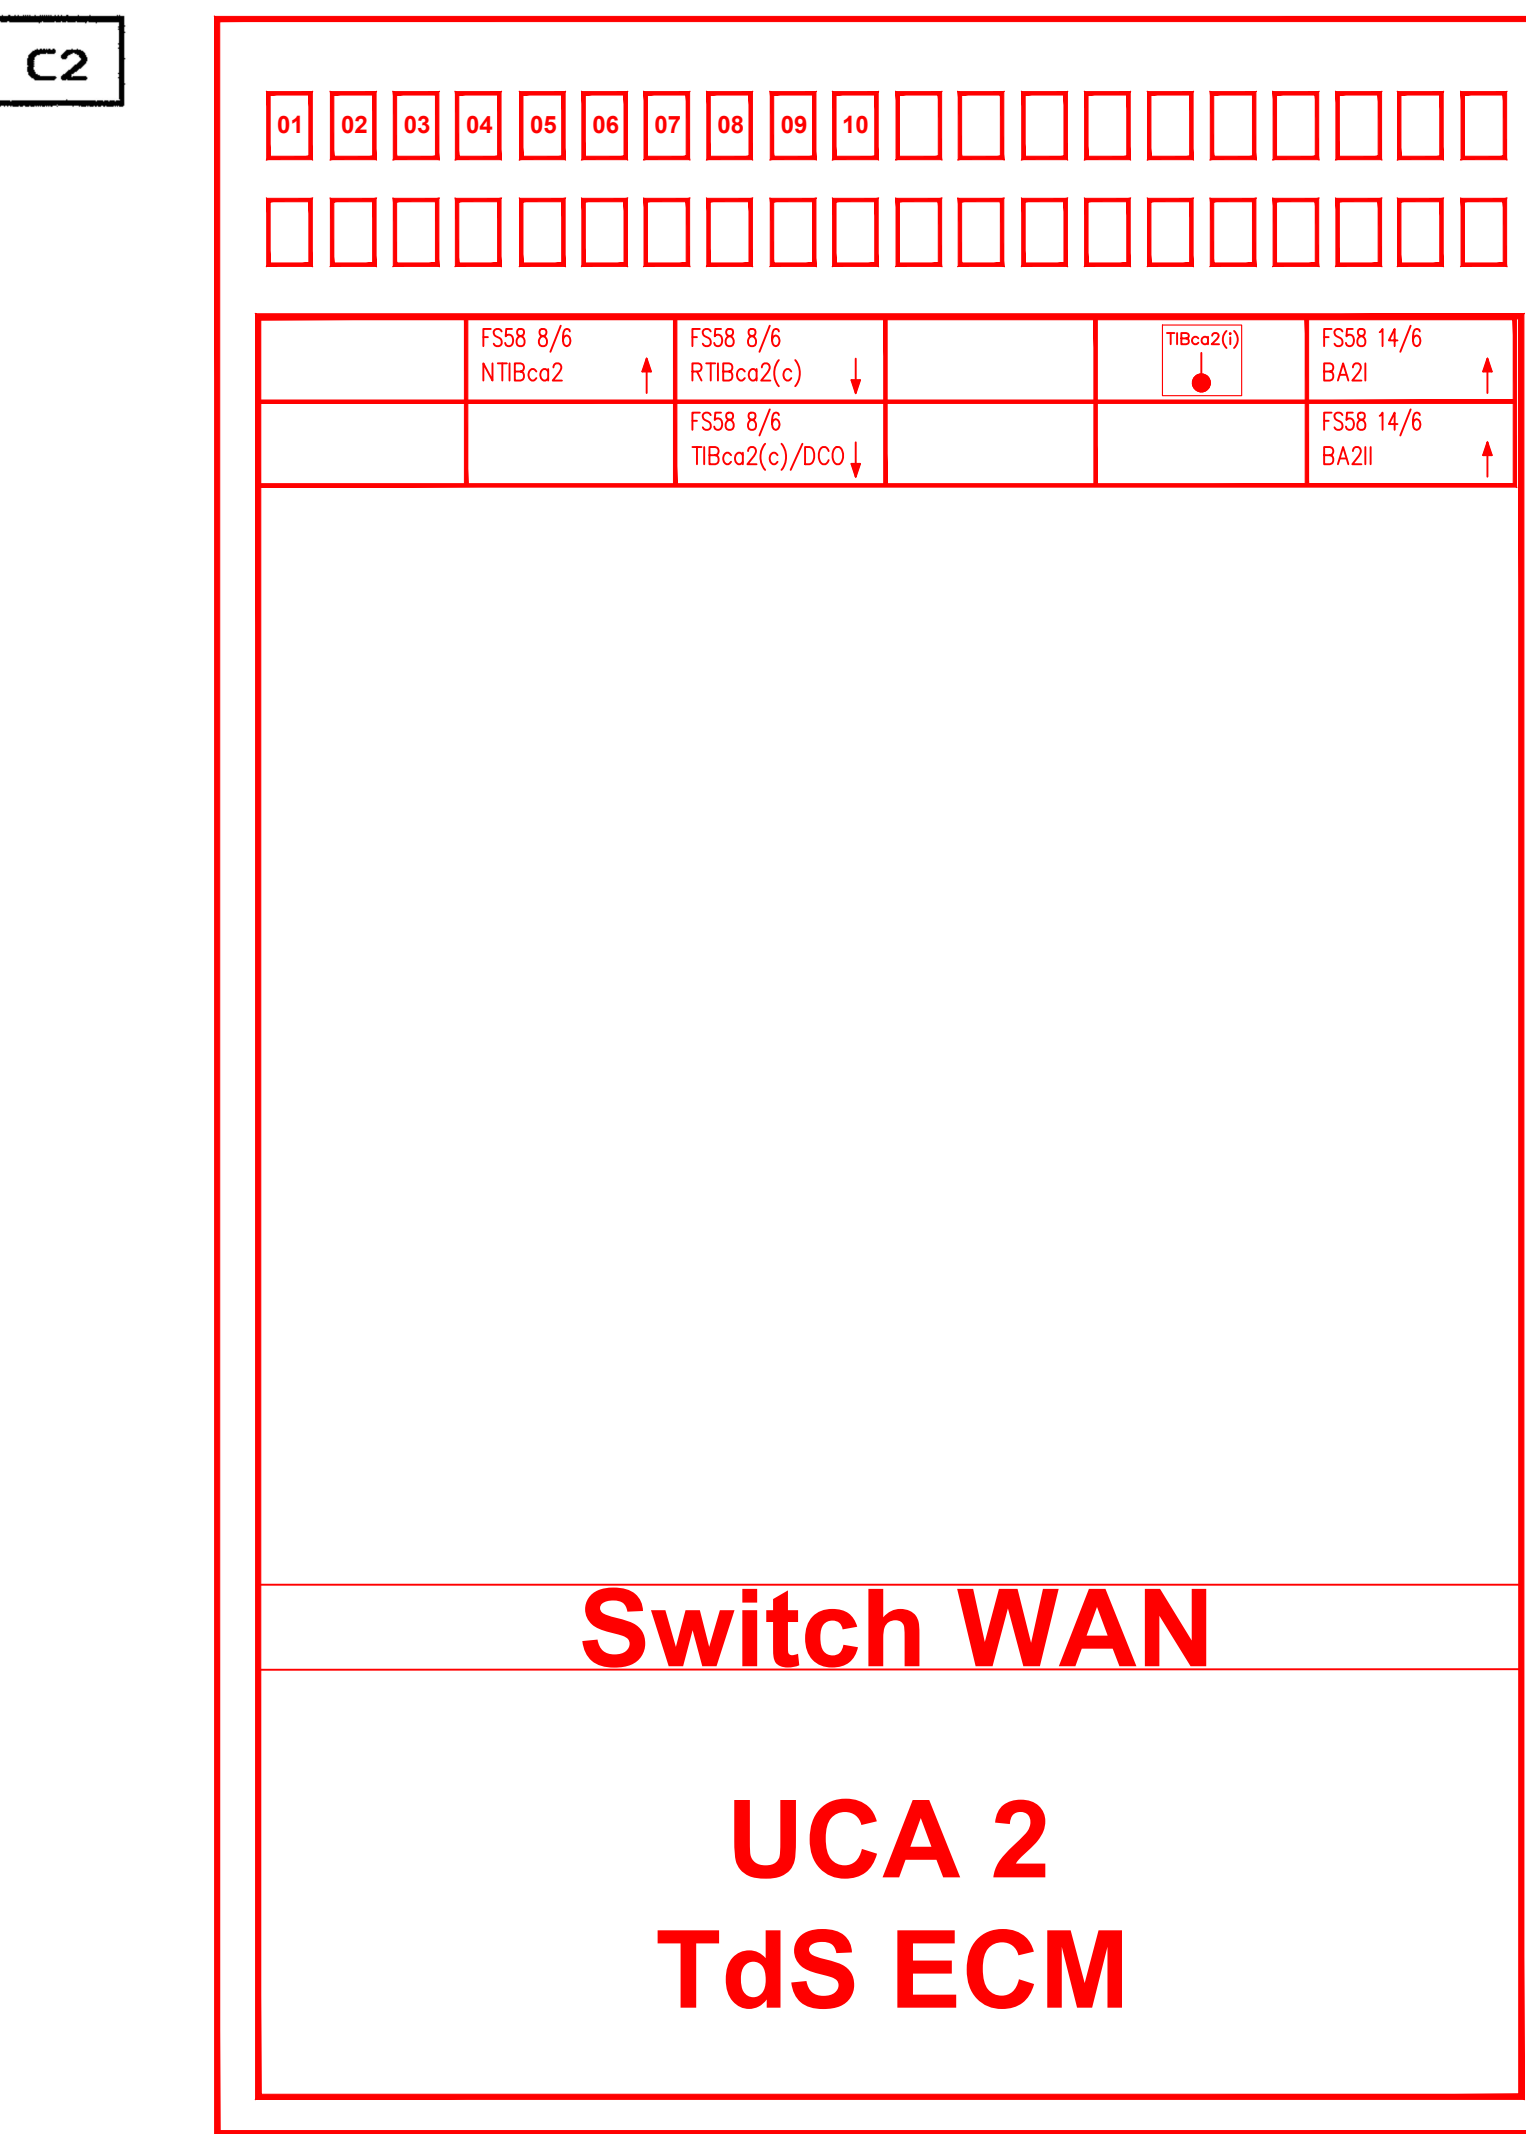 C2
01 02 03 04 05 06 07 08 09 10
FS58 8/6
NTIBca2
FS58 8/6
RTIBca2(c)
TIBca2(i)
FS58 14/6
BA2I
FS58 8/6
TIBca2(c)/DCO
FS58 14/6
BA2II
Switch WAN
UCA 2
TdS ECM